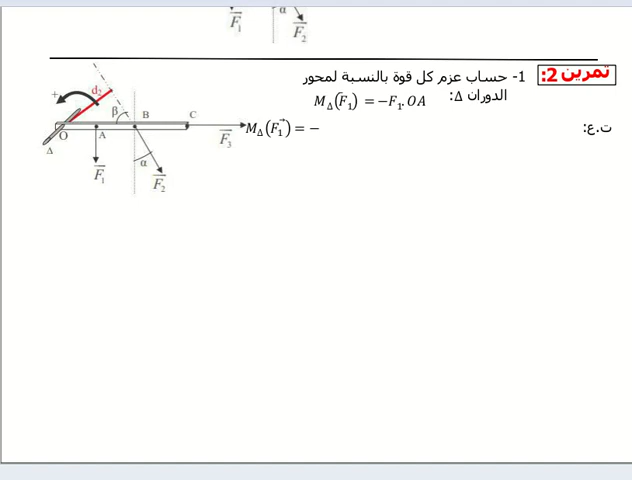 F₁
α
F₂
تمرين 2:
1- حساب عزم كل قوة بالنسبة لمحور
الدوران Δ:
M_Δ(F⃗₁) = −F₁.OA
ت.ع:
M_Δ(F₁⃗) = −
+
d₂
β
B
C
O
A
Δ
F₃
α
F₁
F₂